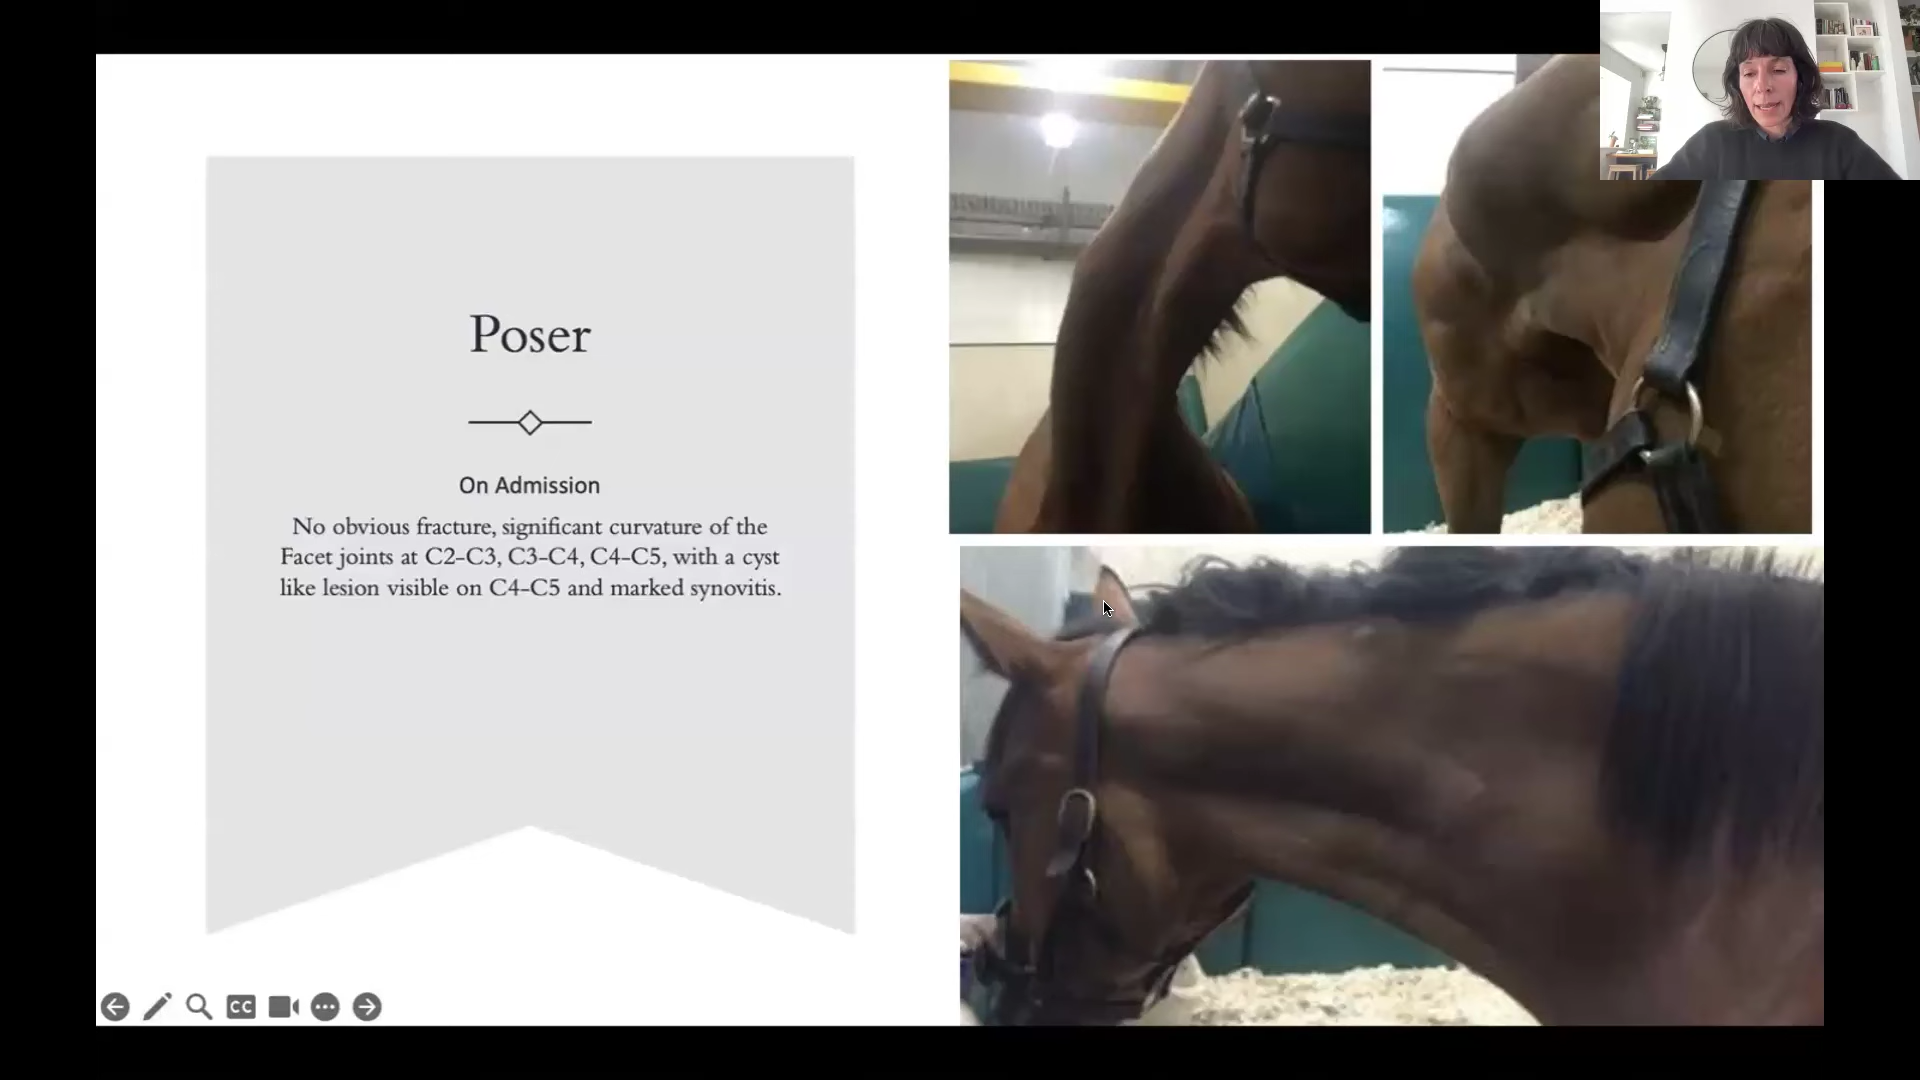 Poser
On Admission
No obvious fracture, significant curvature of the
Facet joints at C2-C3, C3-C4, C4-C5, with a cyst
like lesion visible on C4-C5 and marked synovitis.
CC